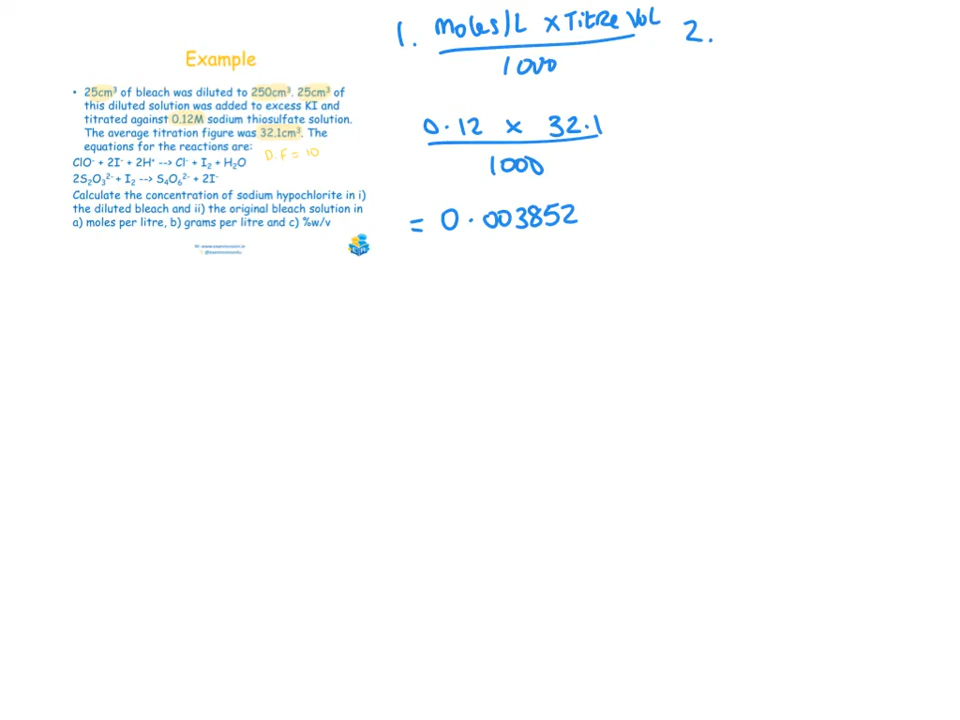 Example
• 25cm³ of bleach was diluted to 250cm³. 25cm³ of
this diluted solution was added to excess KI and
titrated against 0.12M sodium thiosulfate solution.
The average titration figure was 32.1cm³. The
equations for the reactions are:
D.F = 10
ClO⁻ + 2I⁻ + 2H⁺ --> Cl⁻ + I₂ + H₂O
2S₂O₃²⁻ + I₂ --> S₄O₆²⁻ + 2I⁻
Calculate the concentration of sodium hypochlorite in i)
the diluted bleach and ii) the original bleach solution in
a) moles per litre, b) grams per litre and c) %w/v
1. Moles/L x Titre Vol
1000
0.12 x 32.1
1000
= 0.003852
2.